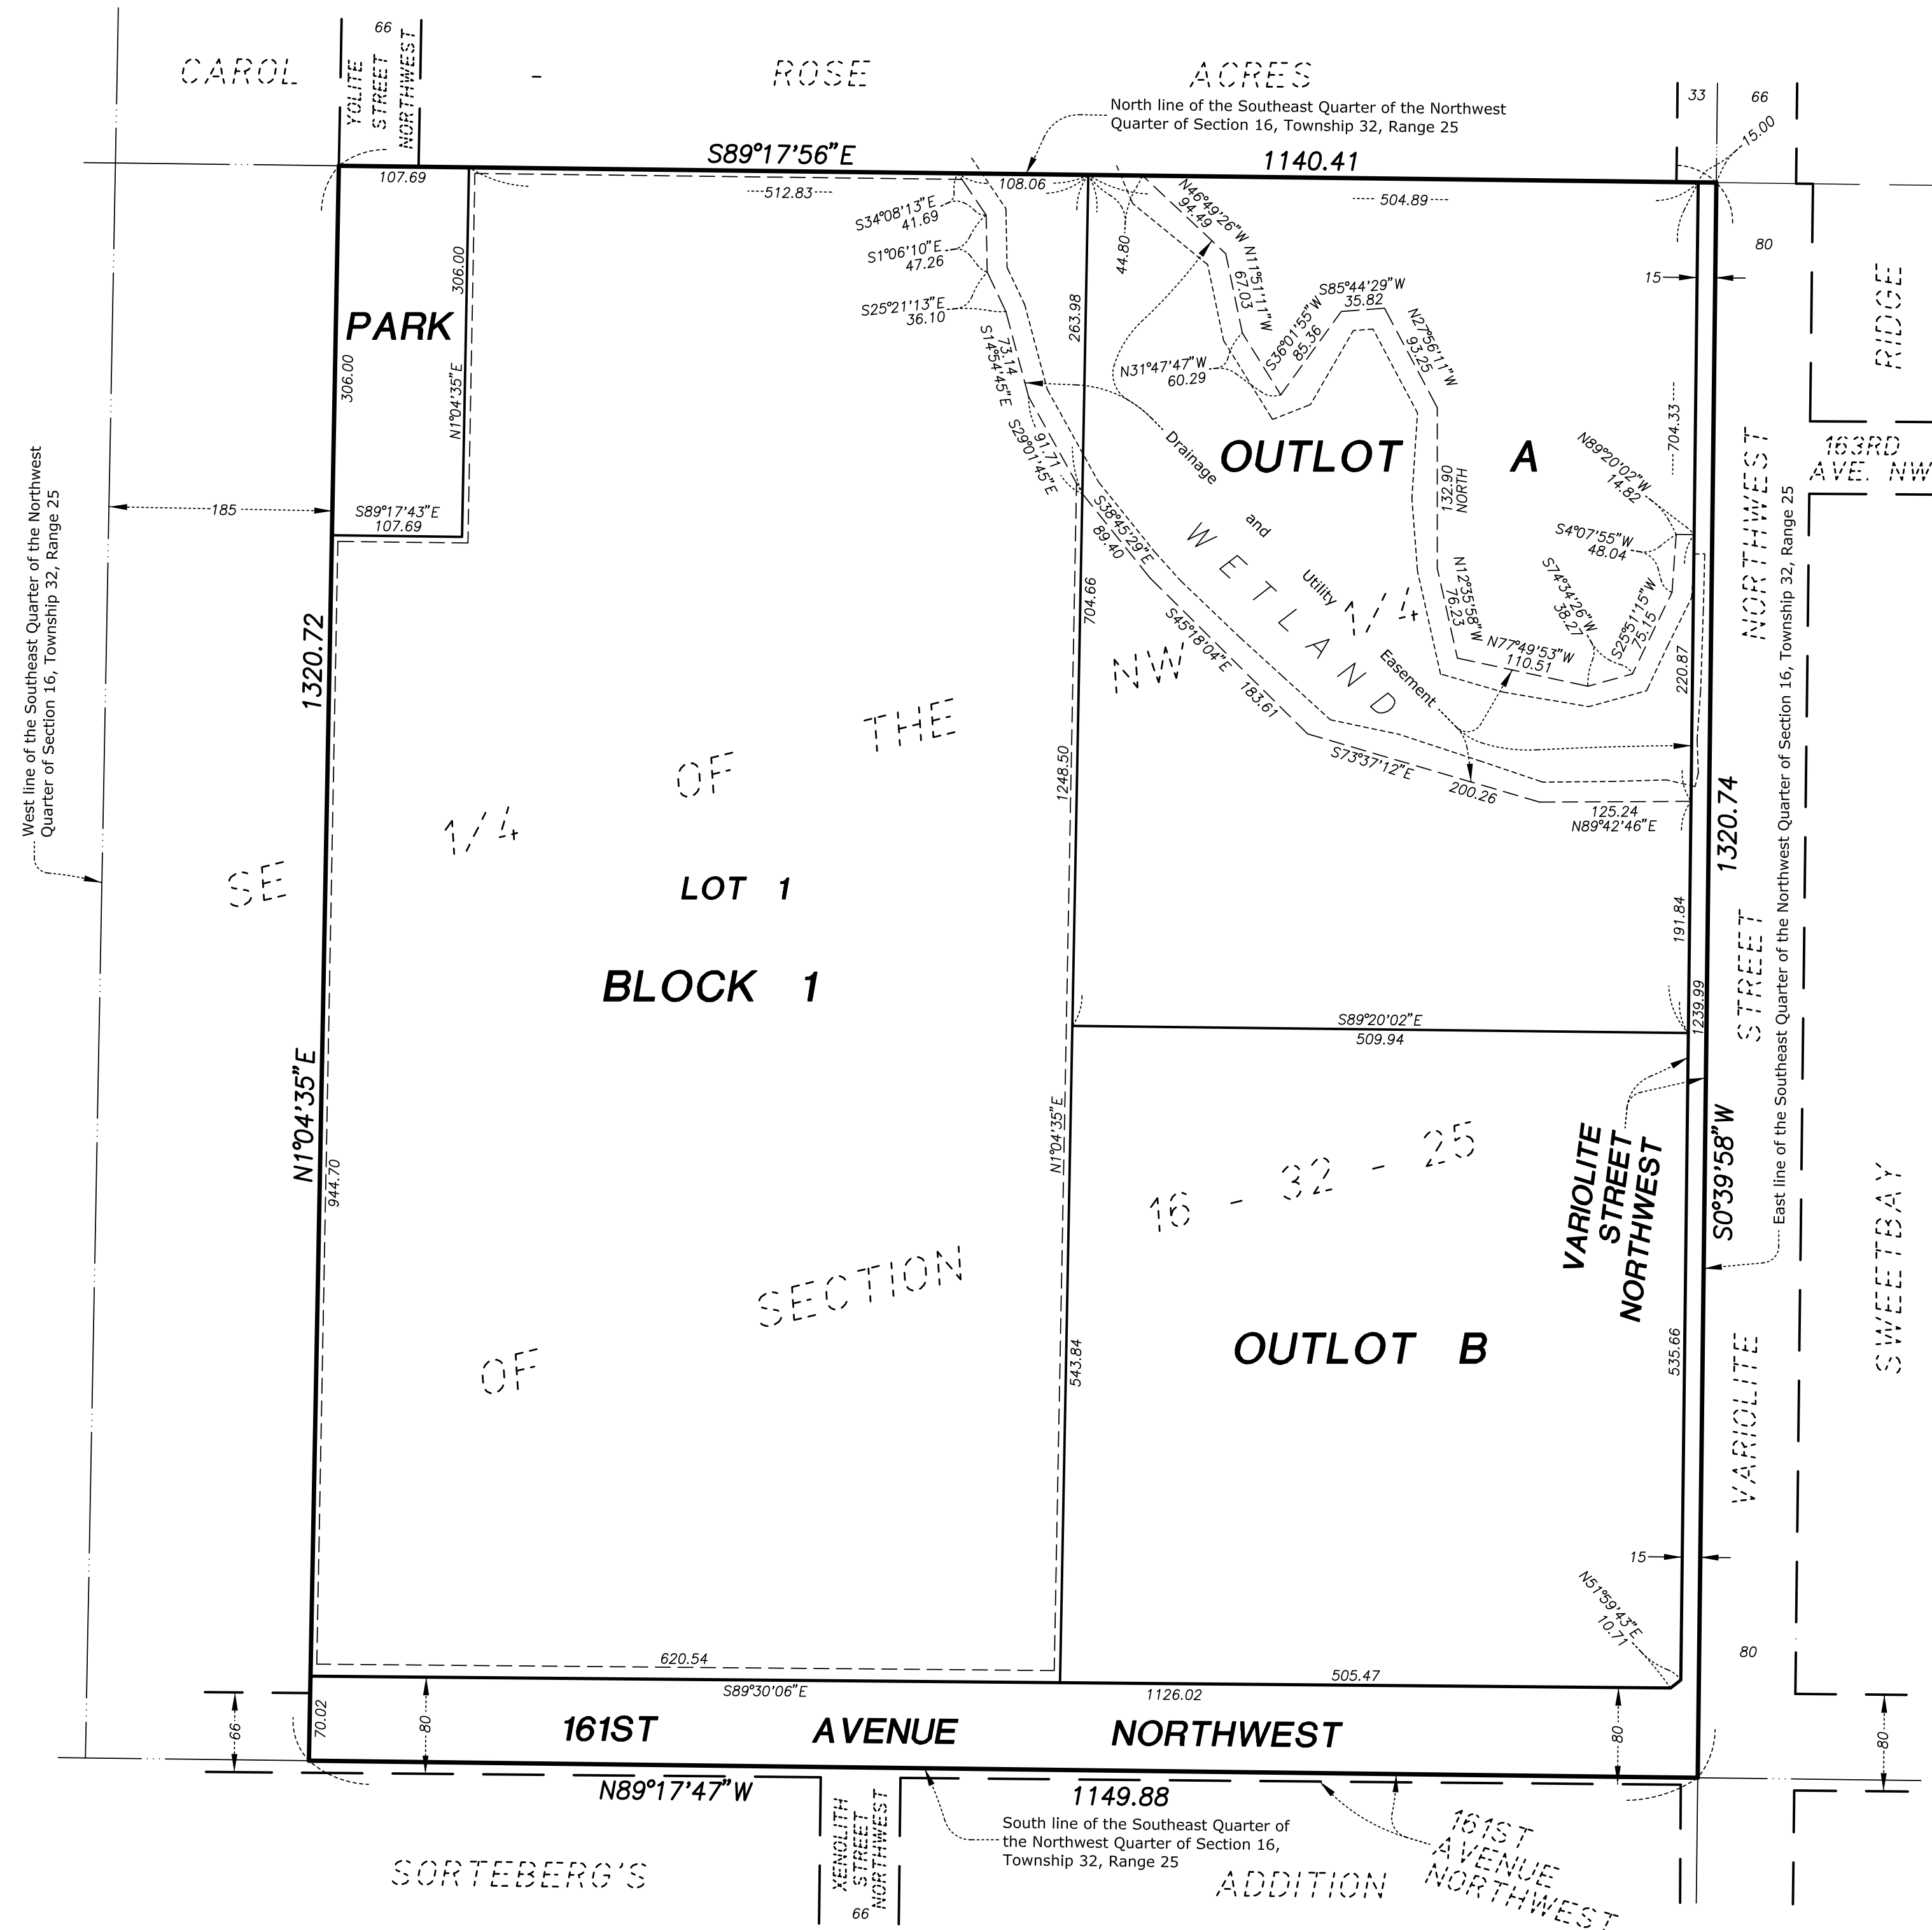 66
YOLITE
STREET
NORTHWEST
CAROL - ROSE ACRES
North line of the Southeast Quarter of the Northwest
Quarter of Section 16, Township 32, Range 25
33
66
15.00
S89°17'56"E
1140.41
107.69
512.83
108.06
504.89
80
15
RIDGE
163RD
AVE. NW
PARK
306.00
306.00
N1°04'35"E
S89°17'43"E
107.69
185
S34°08'13"E
41.69
S1°06'10"E
47.26
S25°21'13"E
36.10
73.14
S14°54'45"E
91.71
S29°01'45"E
263.98
44.80
N46°49'26"W
94.49
N11°51'11"W
67.03
N31°47'47"W
60.29
S36°01'55"W
85.36
S85°44'29"W
35.82
N27°56'11"W
93.25
OUTLOT A
132.90
NORTH
N12°35'58"W
76.23
N77°49'53"W
110.51
S74°34'26"W
38.27
S25°51'15"W
75.15
S4°07'55"W
48.04
N89°20'02"W
14.82
704.33
220.87
Drainage
and
Utility
Easement
WETLAND
S38°45'29"E
89.40
S45°18'04"E
183.61
S73°37'12"E
200.26
125.24
N89°42'46"E
704.66
1248.50
West line of the Southeast Quarter of the Northwest
Quarter of Section 16, Township 32, Range 25
1320.72
N1°04'35"E
944.70
SE 1/4 OF THE NW 1/4
OF SECTION 16 - 32 - 25
LOT 1
BLOCK 1
191.84
1239.99
S89°20'02"E
509.94
N1°04'35"E
543.84
OUTLOT B
535.66
VARIOLITE
STREET
NORTHWEST
1320.74
S0°39'58"W
East line of the Southeast Quarter of the Northwest Quarter of Section 16, Township 32, Range 25
VARIOLITE STREET NORTHWEST
SWEETBAY
15
80
N51°59'43"E
10.71
620.54
S89°30'06"E
505.47
1126.02
70.02
66
80
161ST AVENUE NORTHWEST
80
80
N89°17'47"W
1149.88
XENOLITH
STREET
NORTHWEST
66
South line of the Southeast Quarter of
the Northwest Quarter of Section 16,
Township 32, Range 25
161ST
AVENUE
NORTHWEST
SORTEBERG'S ADDITION